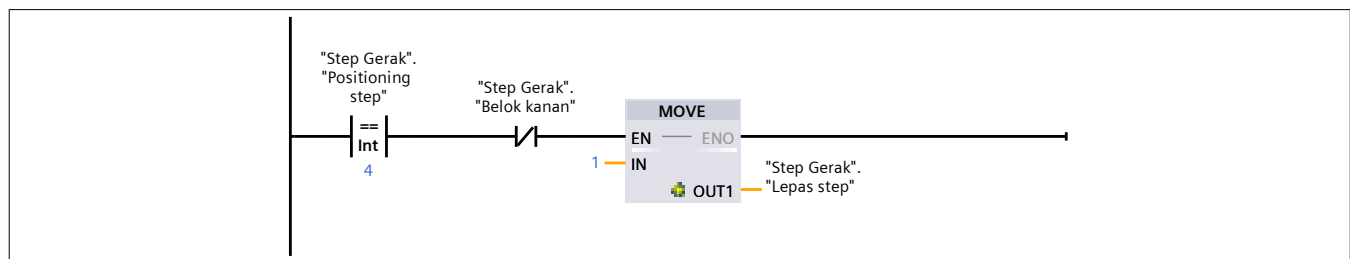 "Step Gerak".
"Positioning
step"
==
Int
4
"Step Gerak".
"Belok kanan"
MOVE
EN
ENO
1
IN
OUT1
"Step Gerak".
"Lepas step"